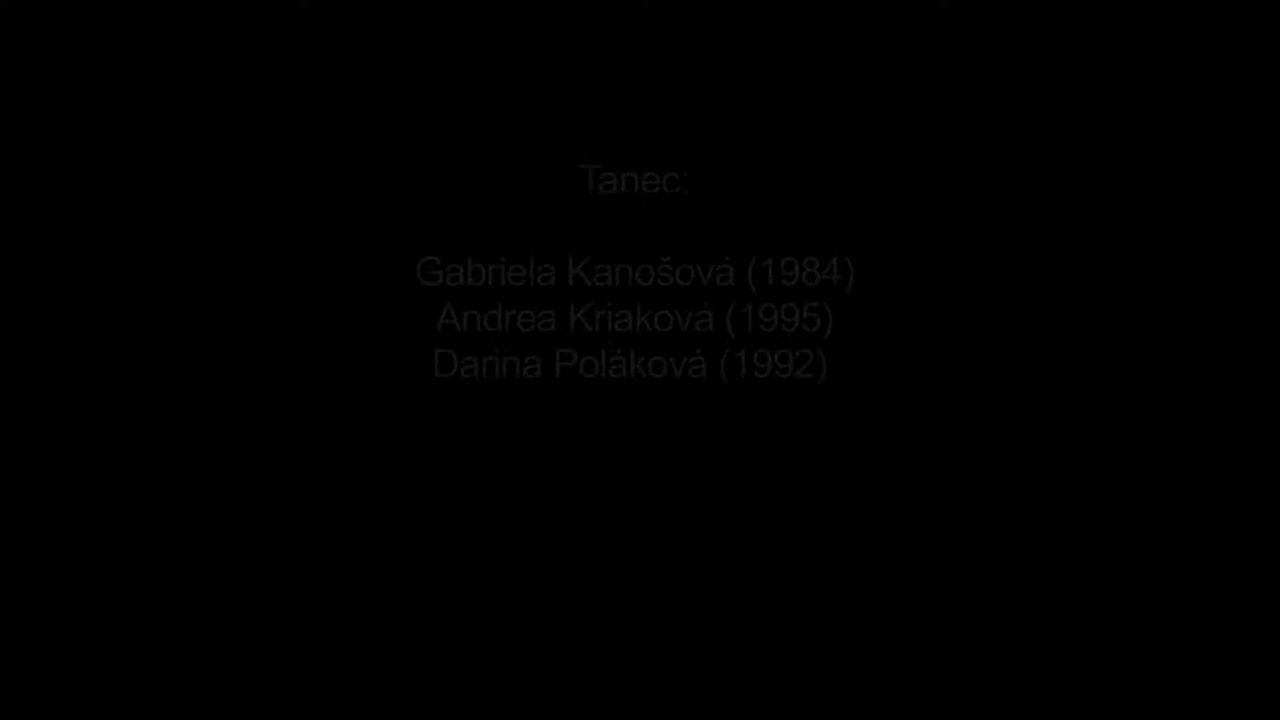 Tanec:
Gabriela Kanošová (1984)
Andrea Kriaková (1995)
Darina Poláková (1992)